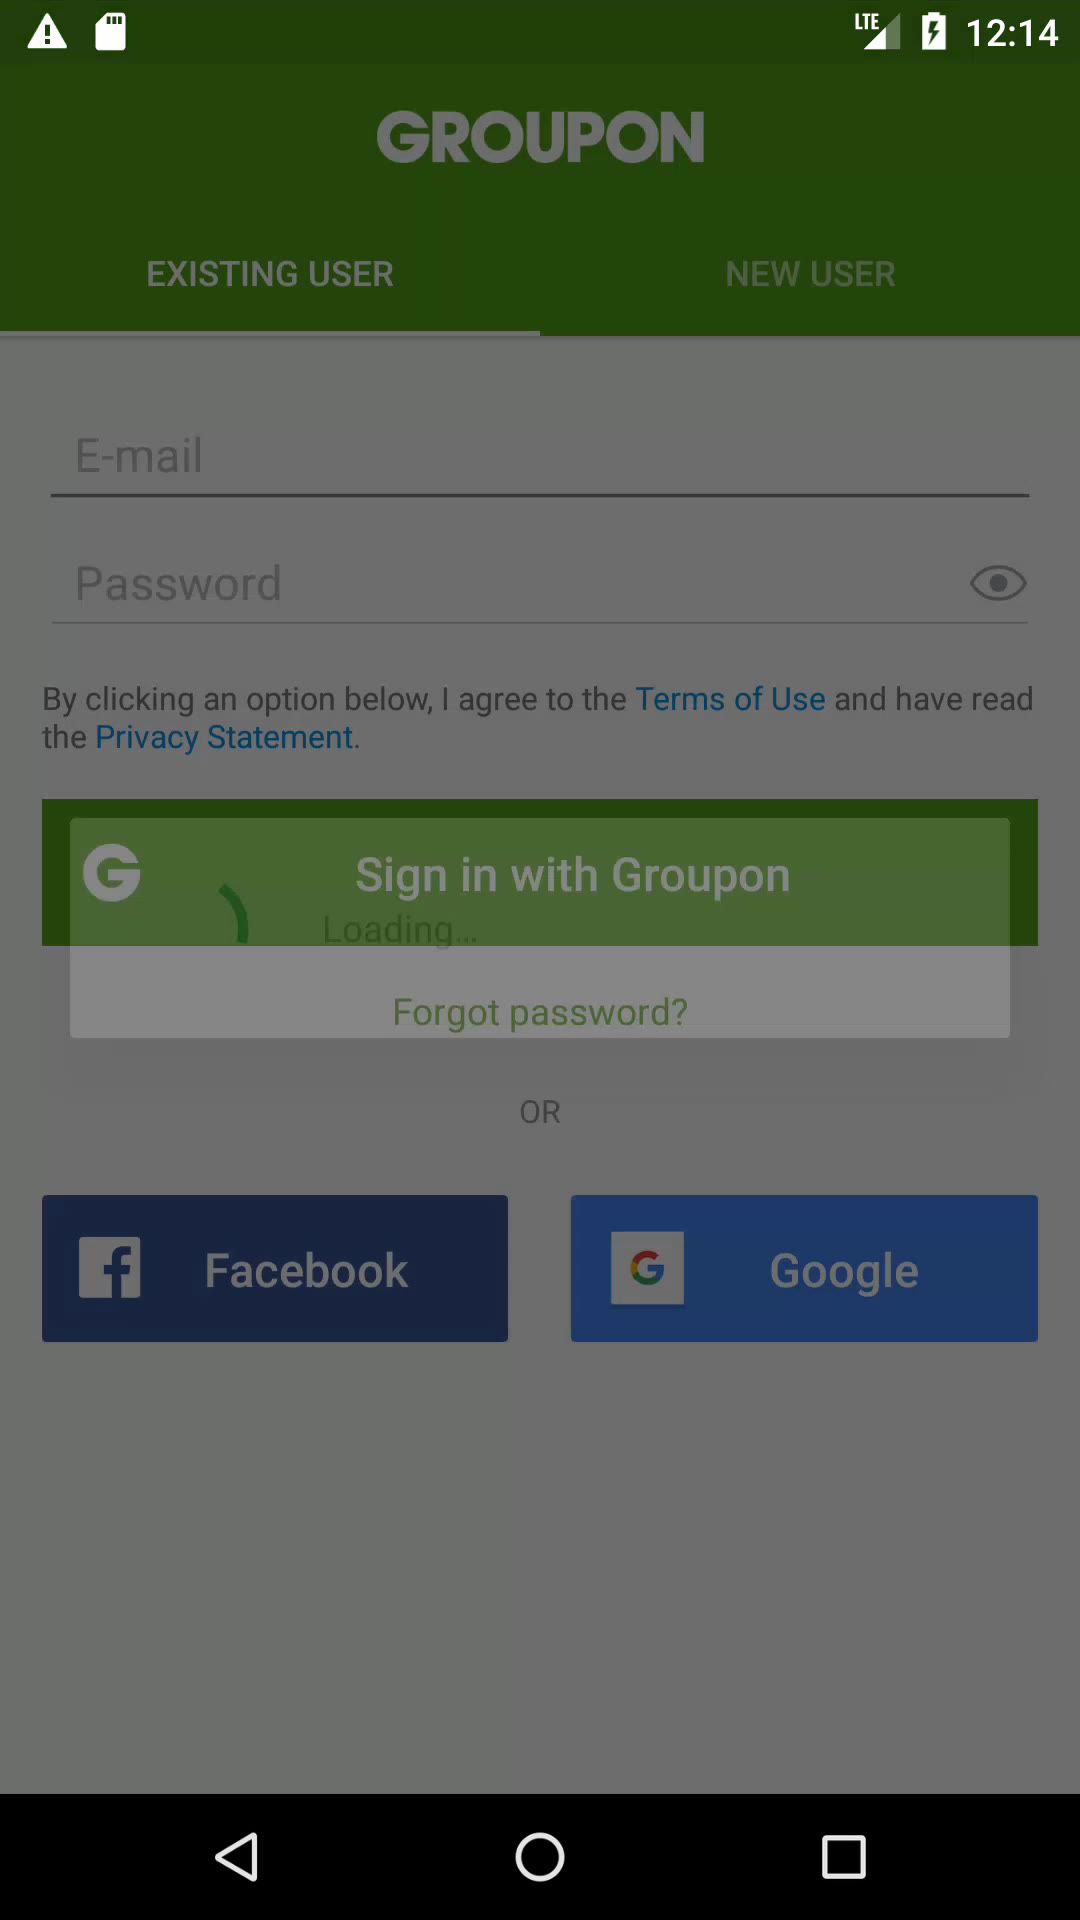 LTE 12:14
GROUPON
EXISTING USER NEW USER
E-mail
Password
By clicking an option below, I agree to the Terms of Use and have read
the Privacy Statement.
G Sign in with Groupon
Loading...
Forgot password?
OR
f Facebook G Google